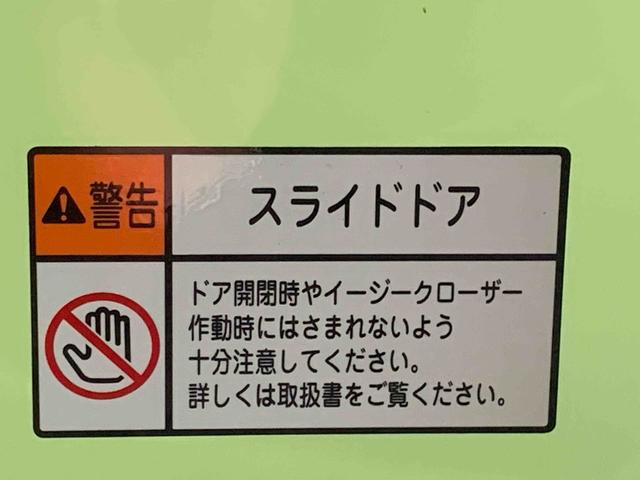 警告
スライドドア
ドア開閉時やイージークローザー
作動時にはさまれないよう
十分注意してください。
詳しくは取扱書をご覧ください。